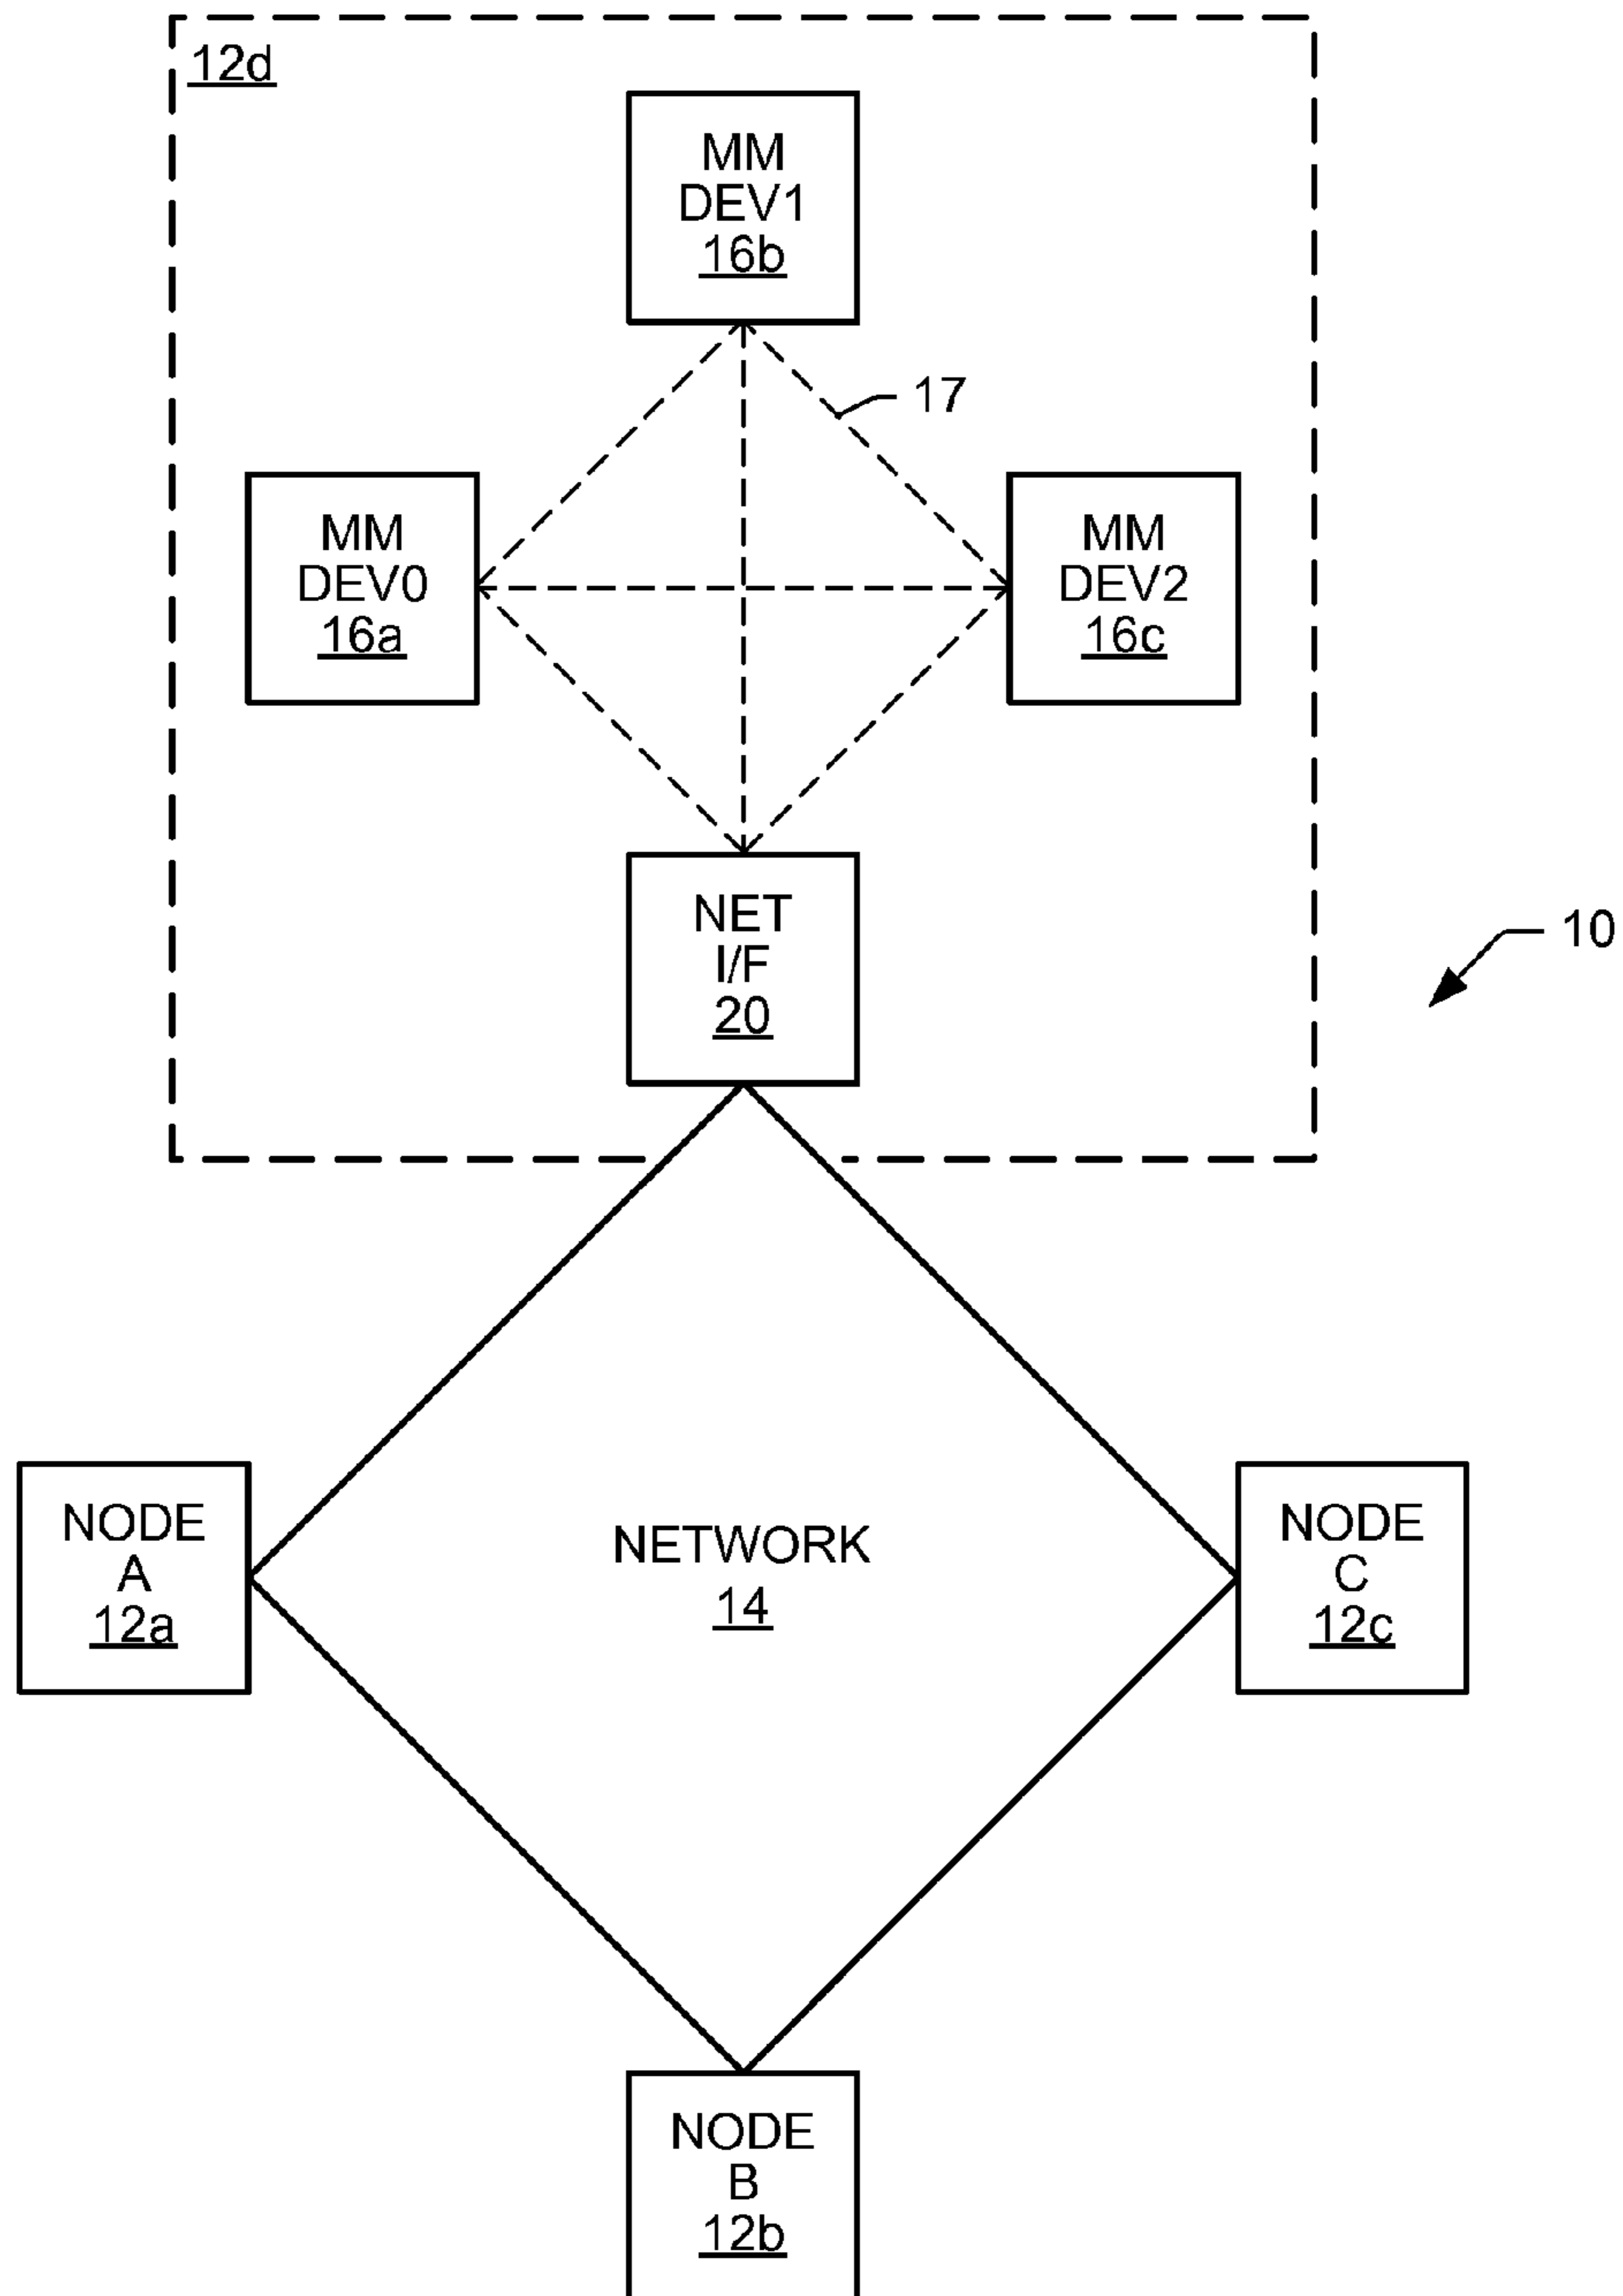 12d
MM
DEV1
16b
17
MM
DEV0
16a
MM
DEV2
16c
NET
I/F
20
10
NODE
A
12a
NETWORK
14
NODE
C
12c
NODE
B
12b